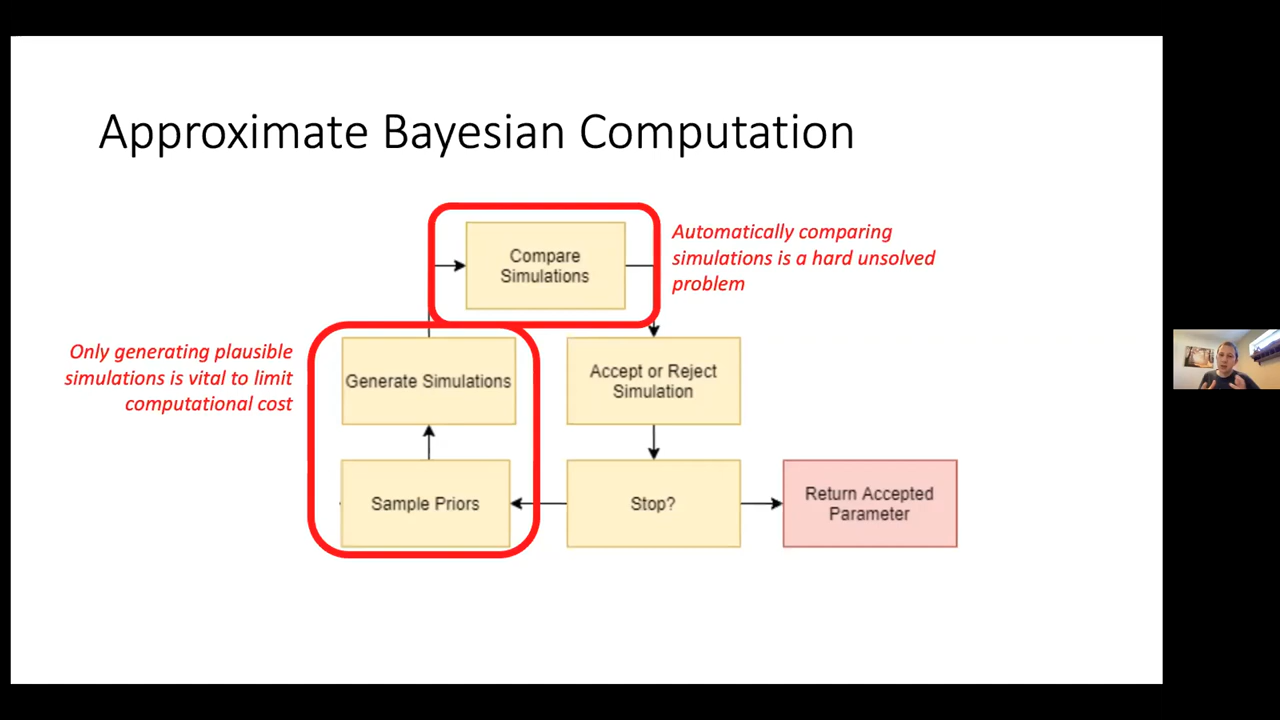 Approximate Bayesian Computation
Compare
Simulations
Automatically comparing
simulations is a hard unsolved
problem
Only generating plausible
simulations is vital to limit
computational cost
Generate Simulations
Accept or Reject
Simulation
Sample Priors
Stop?
Return Accepted
Parameter